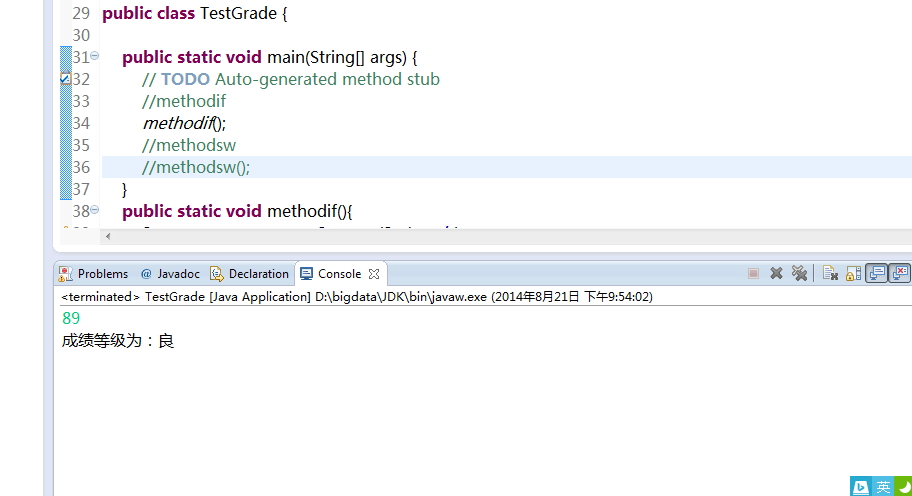 29 public class TestGrade {
30
31 public static void main(String[] args) {
32 // TODO Auto-generated method stub
33 //methodif
34 methodif();
35 //methodsw
36 //methodsw();
37 }
38 public static void methodif(){
Problems @ Javadoc Declaration Console
<terminated> TestGrade [Java Application] D:\bigdata\JDK\bin\javaw.exe (2014年8月21日 下午9:54:02)
89
成绩等级为：良
英